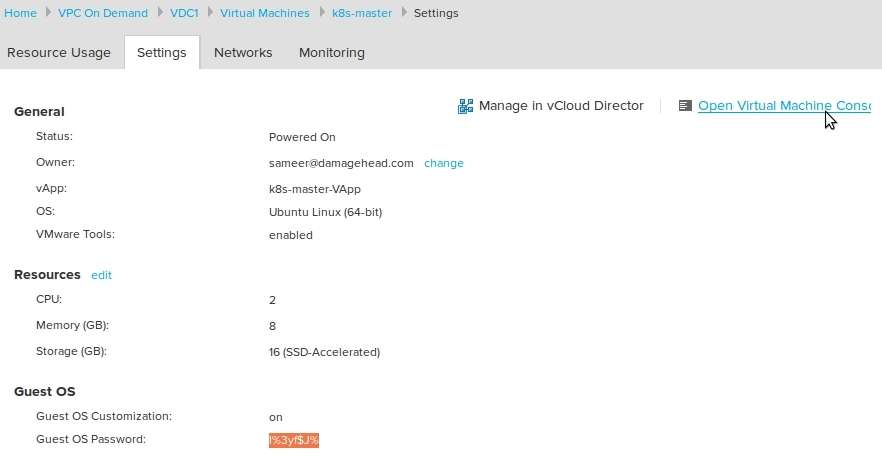 Home VPC On Demand VDC1 Virtual Machines k8s-master Settings
Resource Usage Settings Networks Monitoring
Manage in vCloud Director Open Virtual Machine Conso
General
Status: Powered On
Owner: sameer@damagehead.com change
vApp: k8s-master-VApp
OS: Ubuntu Linux (64-bit)
VMware Tools: enabled
Resources edit
CPU: 2
Memory (GB): 8
Storage (GB): 16 (SSD-Accelerated)
Guest OS
Guest OS Customization: on
Guest OS Password: